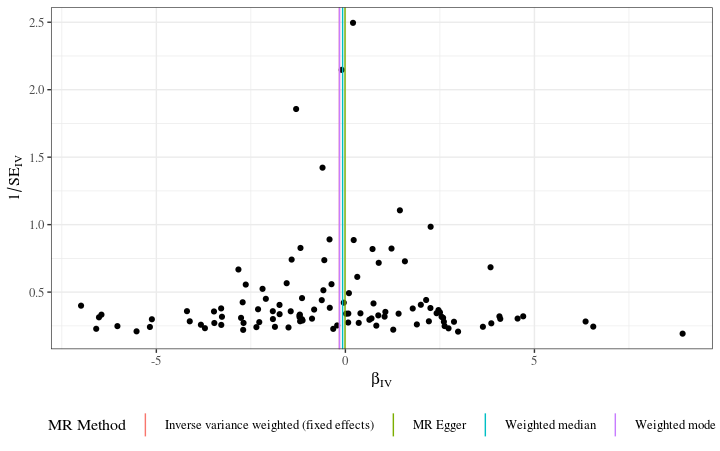 2.5
2.0
1.5
1.0
0.5
1/SE_IV
-5 0 5
β_IV
MR Method Inverse variance weighted (fixed effects) MR Egger Weighted median Weighted mode